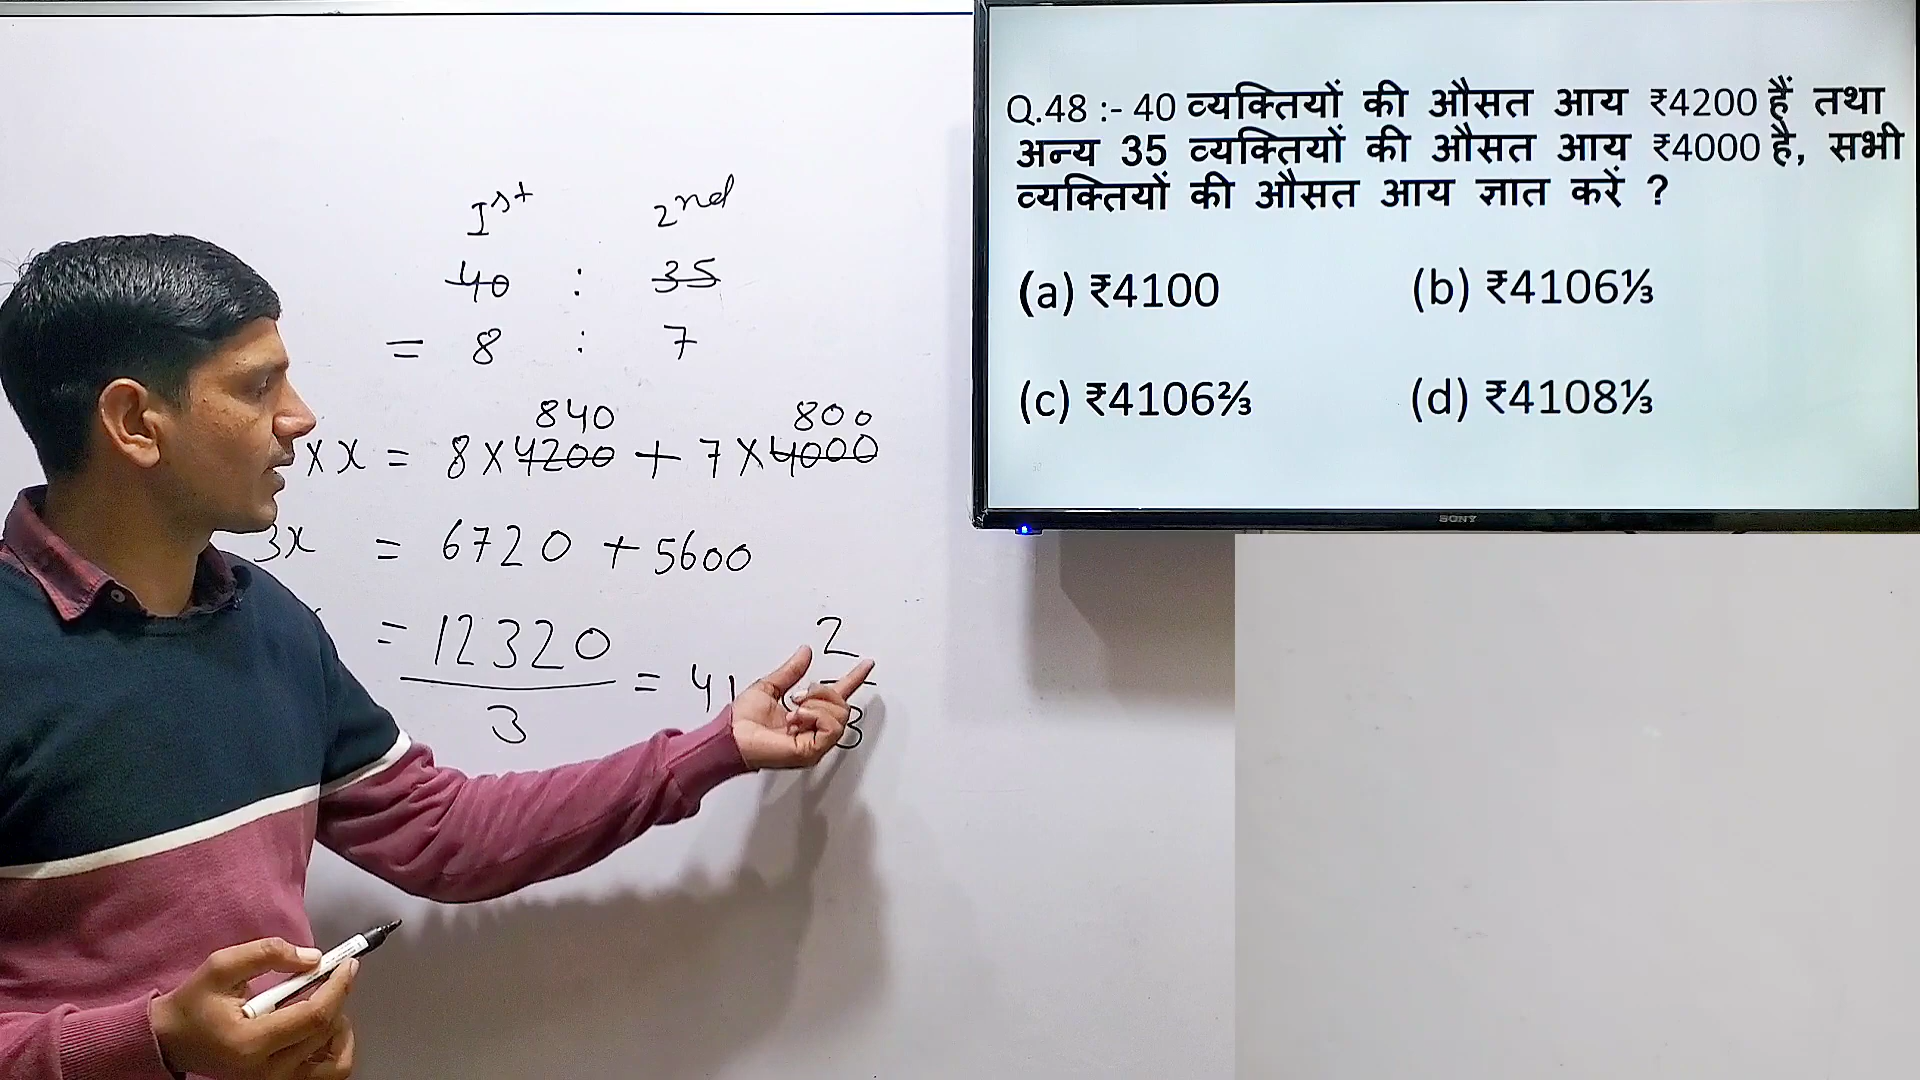 Q.48 :- 40 व्यक्तियों की औसत आय ₹4200 हैं तथा
अन्य 35 व्यक्तियों की औसत आय ₹4000 है, सभी
व्यक्तियों की औसत आय ज्ञात करें ?
(a) ₹4100 (b) ₹4106⅓
(c) ₹4106⅔ (d) ₹4108⅓
SONY
Ist 2nd
40 : 35
= 8 : 7
840 800
×x = 8×4200 + 7×4000
3x = 6720 + 5600
= 12320/3 = 41 2/3